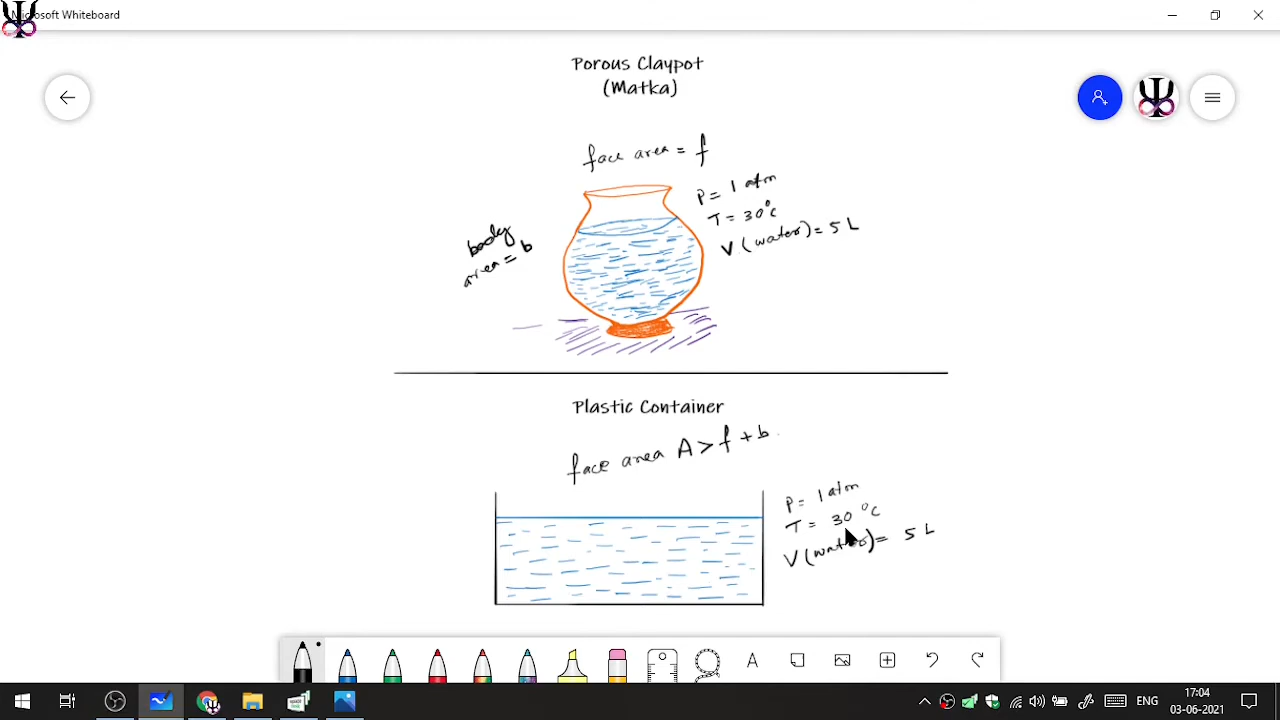 Microsoft Whiteboard
Porous Claypot
(Matka)
face area = f
P = 1 atm
T = 30°C
V (water) = 5 L
body
area = b
Plastic Container
face area A > f + b
P = 1 atm
T = 30 °C
V (water) = 5 L
A
ENG
17:04
03-06-2021